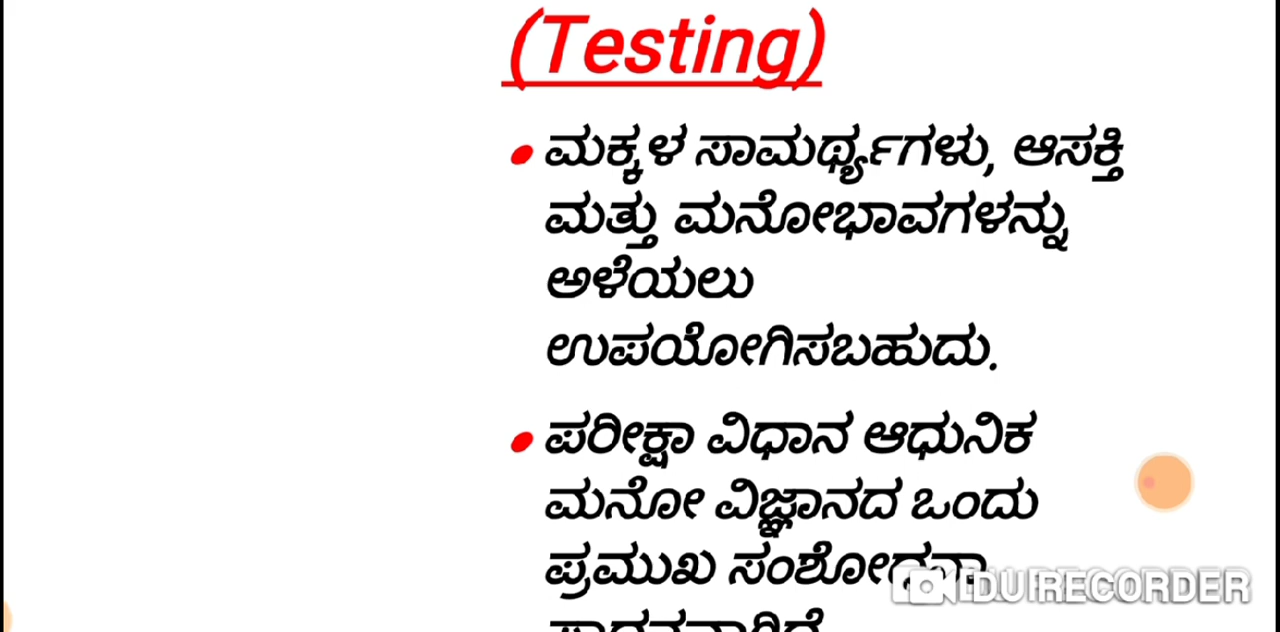 (Testing)
• ಮಕ್ಕಳ ಸಾಮರ್ಥ್ಯಗಳು, ಆಸಕ್ತಿ
ಮತ್ತು ಮನೋಭಾವಗಳನ್ನು
ಅಳೆಯಲು
ಉಪಯೋಗಿಸಬಹುದು.
• ಪರೀಕ್ಷಾ ವಿಧಾನ ಆಧುನಿಕ
ಮನೋ ವಿಜ್ಞಾನದ ಒಂದು
ಪ್ರಮುಖ ಸಂಶೋಧನಾ
DU RECORDER